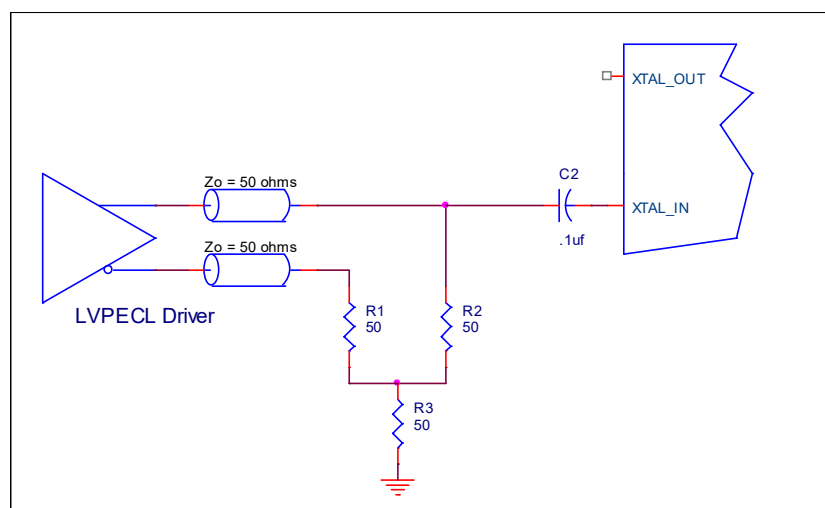 XTAL_OUT
C2
Zo = 50 ohms
XTAL_IN
.1uf
Zo = 50 ohms
LVPECL Driver
R1
50
R2
50
R3
50